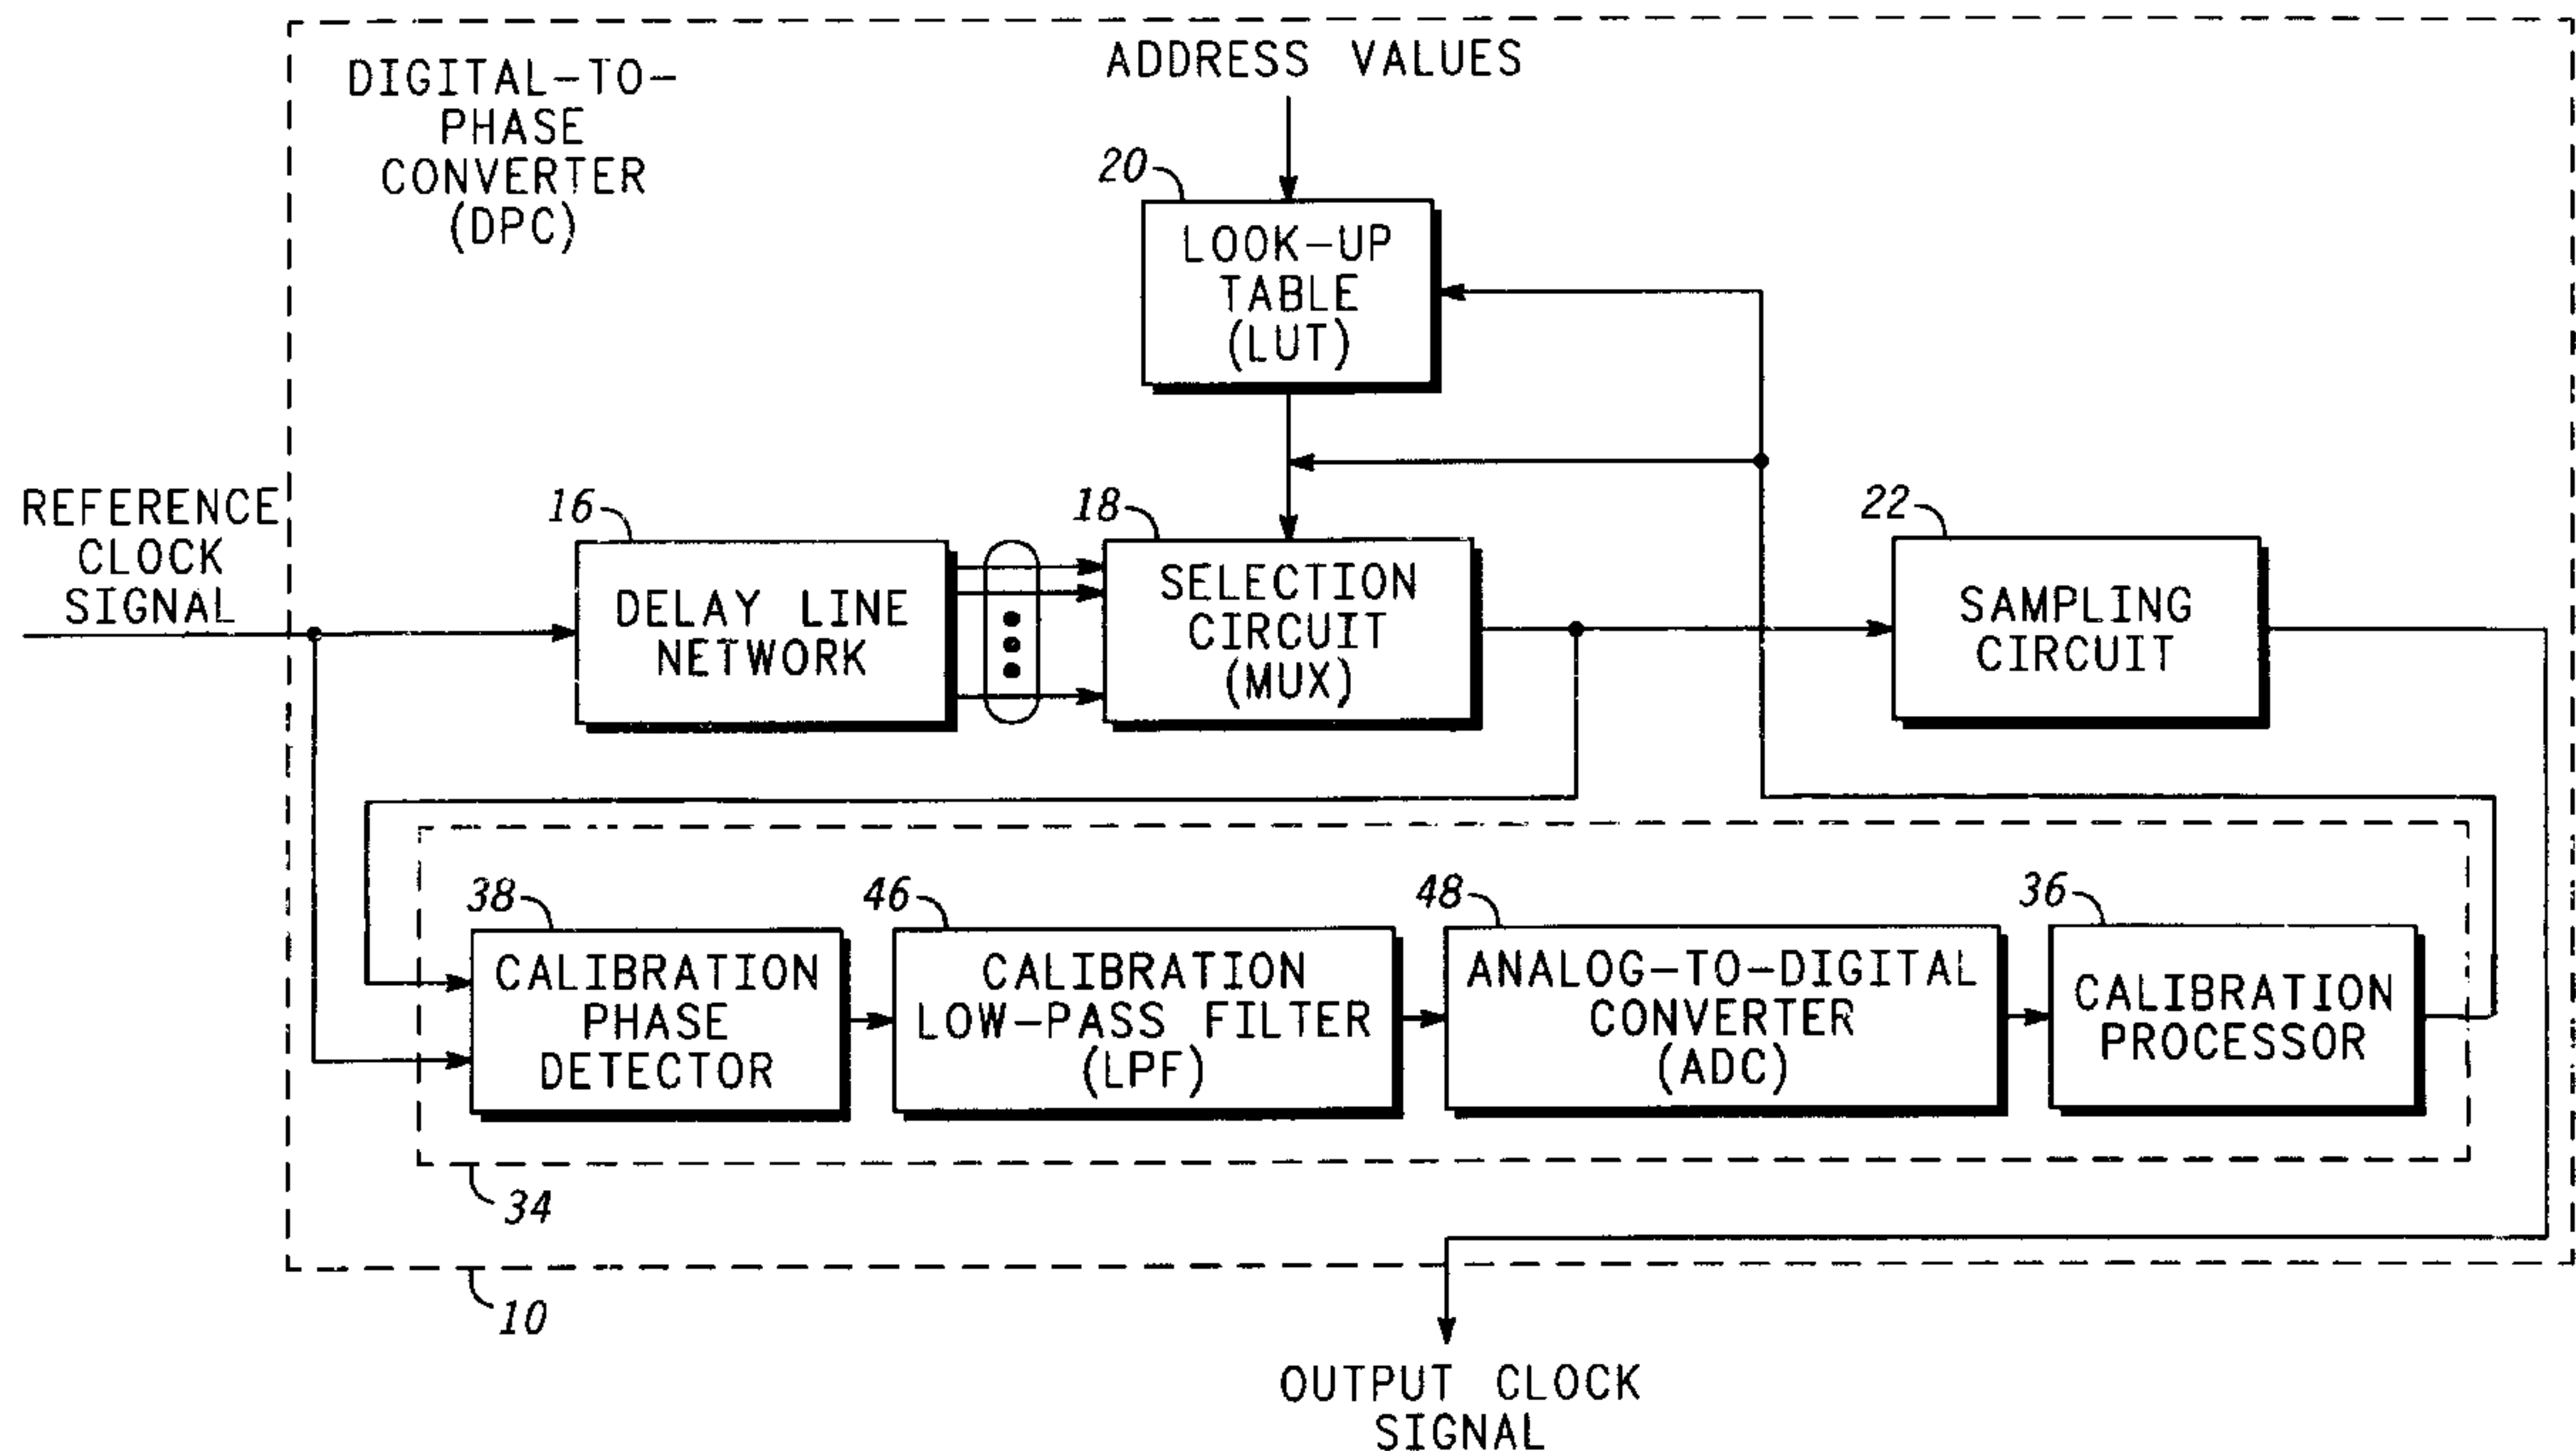 DIGITAL-TO-
PHASE
CONVERTER
(DPC)
ADDRESS VALUES
20
LOOK-UP
TABLE
(LUT)
REFERENCE
CLOCK
SIGNAL
16
DELAY LINE
NETWORK
18
SELECTION
CIRCUIT
(MUX)
22
SAMPLING
CIRCUIT
38
CALIBRATION
PHASE
DETECTOR
46
CALIBRATION
LOW-PASS FILTER
(LPF)
48
ANALOG-TO-DIGITAL
CONVERTER
(ADC)
36
CALIBRATION
PROCESSOR
34
10
OUTPUT CLOCK
SIGNAL